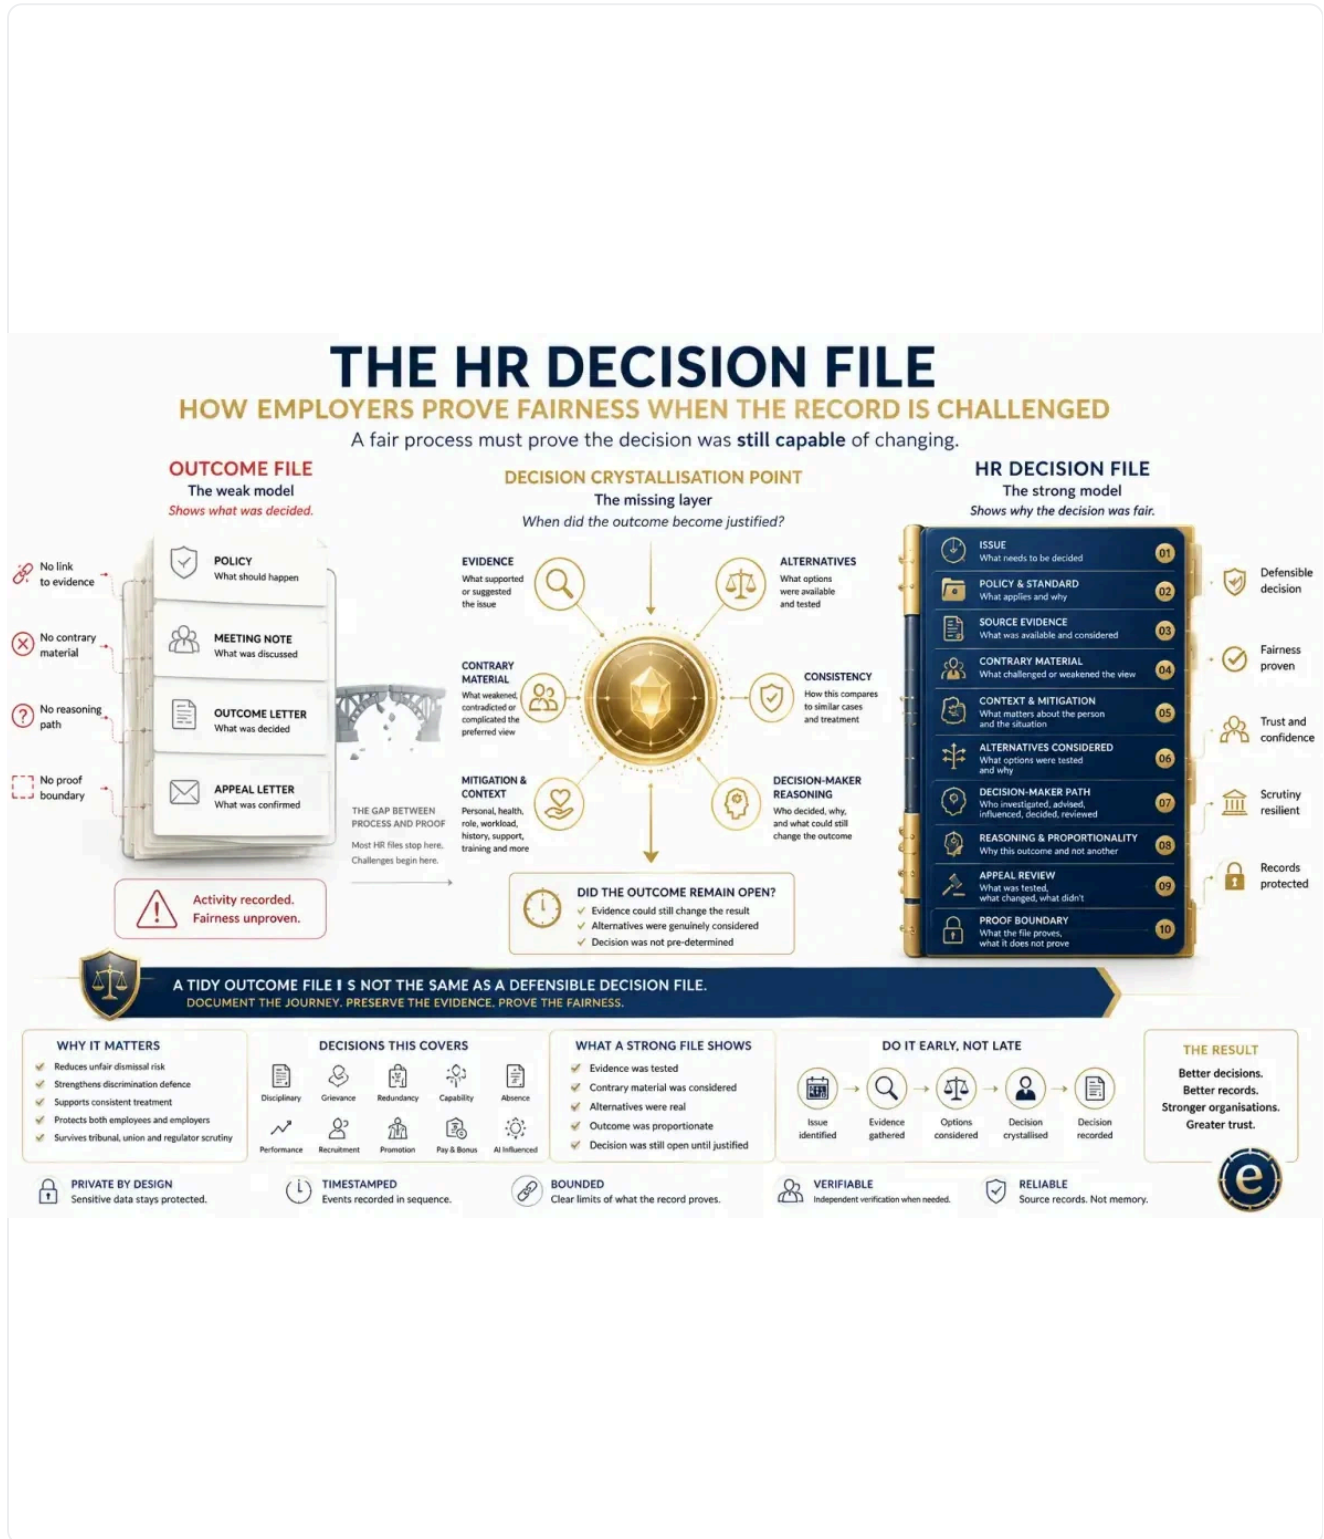 THE HR DECISION FILE
HOW EMPLOYERS PROVE FAIRNESS WHEN THE RECORD IS CHALLENGED
A fair process must prove the decision was still capable of changing.
OUTCOME FILE
The weak model
Shows what was decided.
No link
to evidence
No contrary
material
No reasoning
path
No proof
boundary
POLICY
What should happen
MEETING NOTE
What was discussed
OUTCOME LETTER
What was decided
APPEAL LETTER
What was confirmed
Activity recorded.
Fairness unproven.
THE GAP BETWEEN
PROCESS AND PROOF
Most HR files stop here.
Challenges begin here.
DECISION CRYSTALLISATION POINT
The missing layer
When did the outcome become justified?
EVIDENCE
What supported
or suggested
the issue
CONTRARY
MATERIAL
What weakened,
contradicted or
complicated the
preferred view
MITIGATION &
CONTEXT
Personal, health,
role, workload,
history, support,
training and more
ALTERNATIVES
What options
were available
and tested
CONSISTENCY
How this compares
to similar cases
and treatment
DECISION-MAKER
REASONING
Who decided, why,
and what could still
change the outcome
DID THE OUTCOME REMAIN OPEN?
Evidence could still change the result
Alternatives were genuinely considered
Decision was not pre-determined
HR DECISION FILE
The strong model
Shows why the decision was fair.
ISSUE
What needs to be decided
01
POLICY & STANDARD
What applies and why
02
SOURCE EVIDENCE
What was available and considered
03
CONTRARY MATERIAL
What challenged or weakened the view
04
CONTEXT & MITIGATION
What matters about the person
and the situation
05
ALTERNATIVES CONSIDERED
What options were tested
and why
06
DECISION-MAKER PATH
Who investigated, advised,
influenced, decided, reviewed
07
REASONING & PROPORTIONALITY
Why this outcome and not another
08
APPEAL REVIEW
What was tested,
what changed, what didn't
09
PROOF BOUNDARY
What the file proves,
what it does not prove
10
Defensible
decision
Fairness
proven
Trust and
confidence
Scrutiny
resilient
Records
protected
A TIDY OUTCOME FILE I S NOT THE SAME AS A DEFENSIBLE DECISION FILE.
DOCUMENT THE JOURNEY. PRESERVE THE EVIDENCE. PROVE THE FAIRNESS.
WHY IT MATTERS
Reduces unfair dismissal risk
Strengthens discrimination defence
Supports consistent treatment
Protects both employees and employers
Survives tribunal, union and regulator scrutiny
DECISIONS THIS COVERS
Disciplinary
Grievance
Redundancy
Capability
Absence
Performance
Recruitment
Promotion
Pay & Bonus
AI Influenced
WHAT A STRONG FILE SHOWS
Evidence was tested
Contrary material was considered
Alternatives were real
Outcome was proportionate
Decision was still open until justified
DO IT EARLY, NOT LATE
Issue
identified
Evidence
gathered
Options
considered
Decision
crystallised
Decision
recorded
THE RESULT
Better decisions.
Better records.
Stronger organisations.
Greater trust.
e
PRIVATE BY DESIGN
Sensitive data stays protected.
TIMESTAMPED
Events recorded in sequence.
BOUNDED
Clear limits of what the record proves.
VERIFIABLE
Independent verification when needed.
RELIABLE
Source records. Not memory.